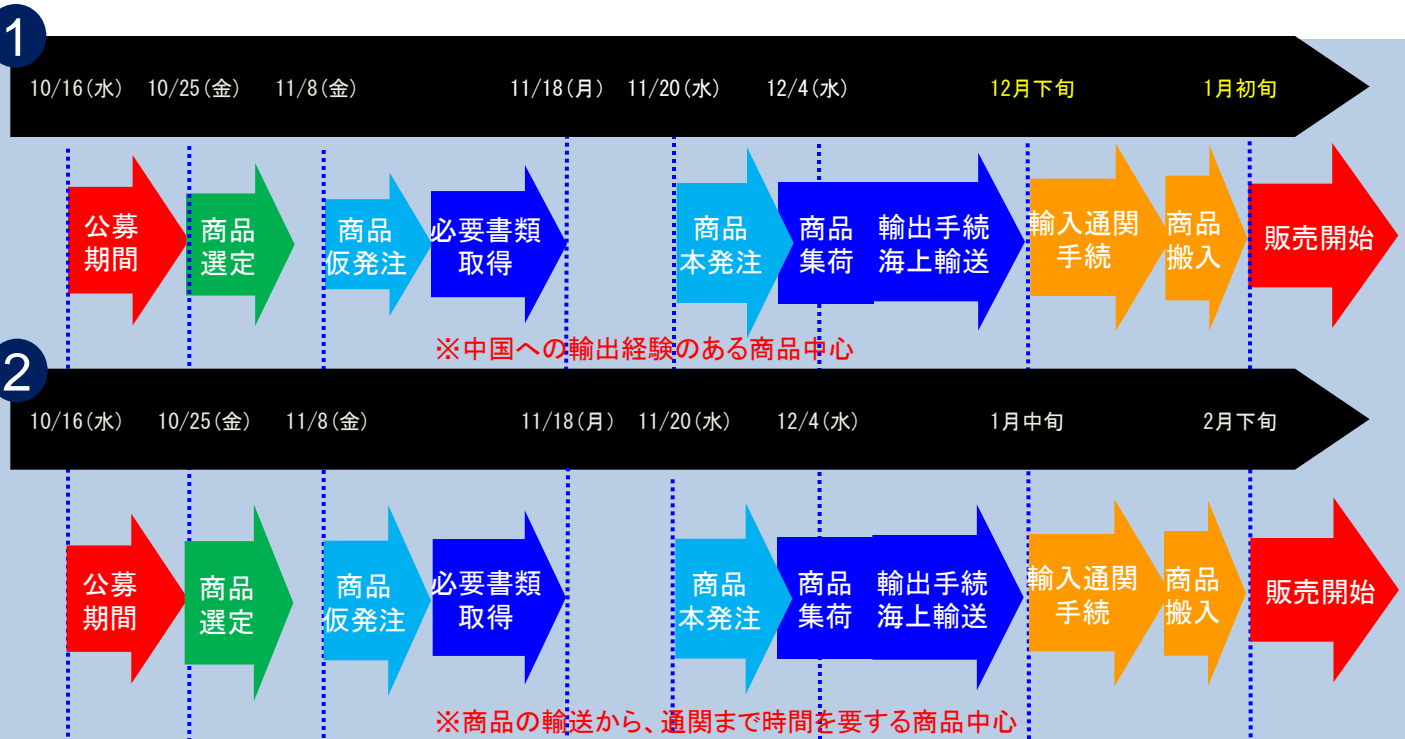 1
10/16(水) 10/25(金) 11/8(金) 11/18(月) 11/20(水) 12/4(水) 12月下旬 1月初旬
公募
期間
商品
選定
商品
仮発注
必要書類
取得
商品
本発注
商品
集荷
輸出手続
海上輸送
輸入通関
手続
商品
搬入
販売開始
※中国への輸出経験のある商品中心
2
10/16(水) 10/25(金) 11/8(金) 11/18(月) 11/20(水) 12/4(水) 1月中旬 2月下旬
公募
期間
商品
選定
商品
仮発注
必要書類
取得
商品
本発注
商品
集荷
輸出手続
海上輸送
輸入通関
手続
商品
搬入
販売開始
※商品の輸送から、通関まで時間を要する商品中心